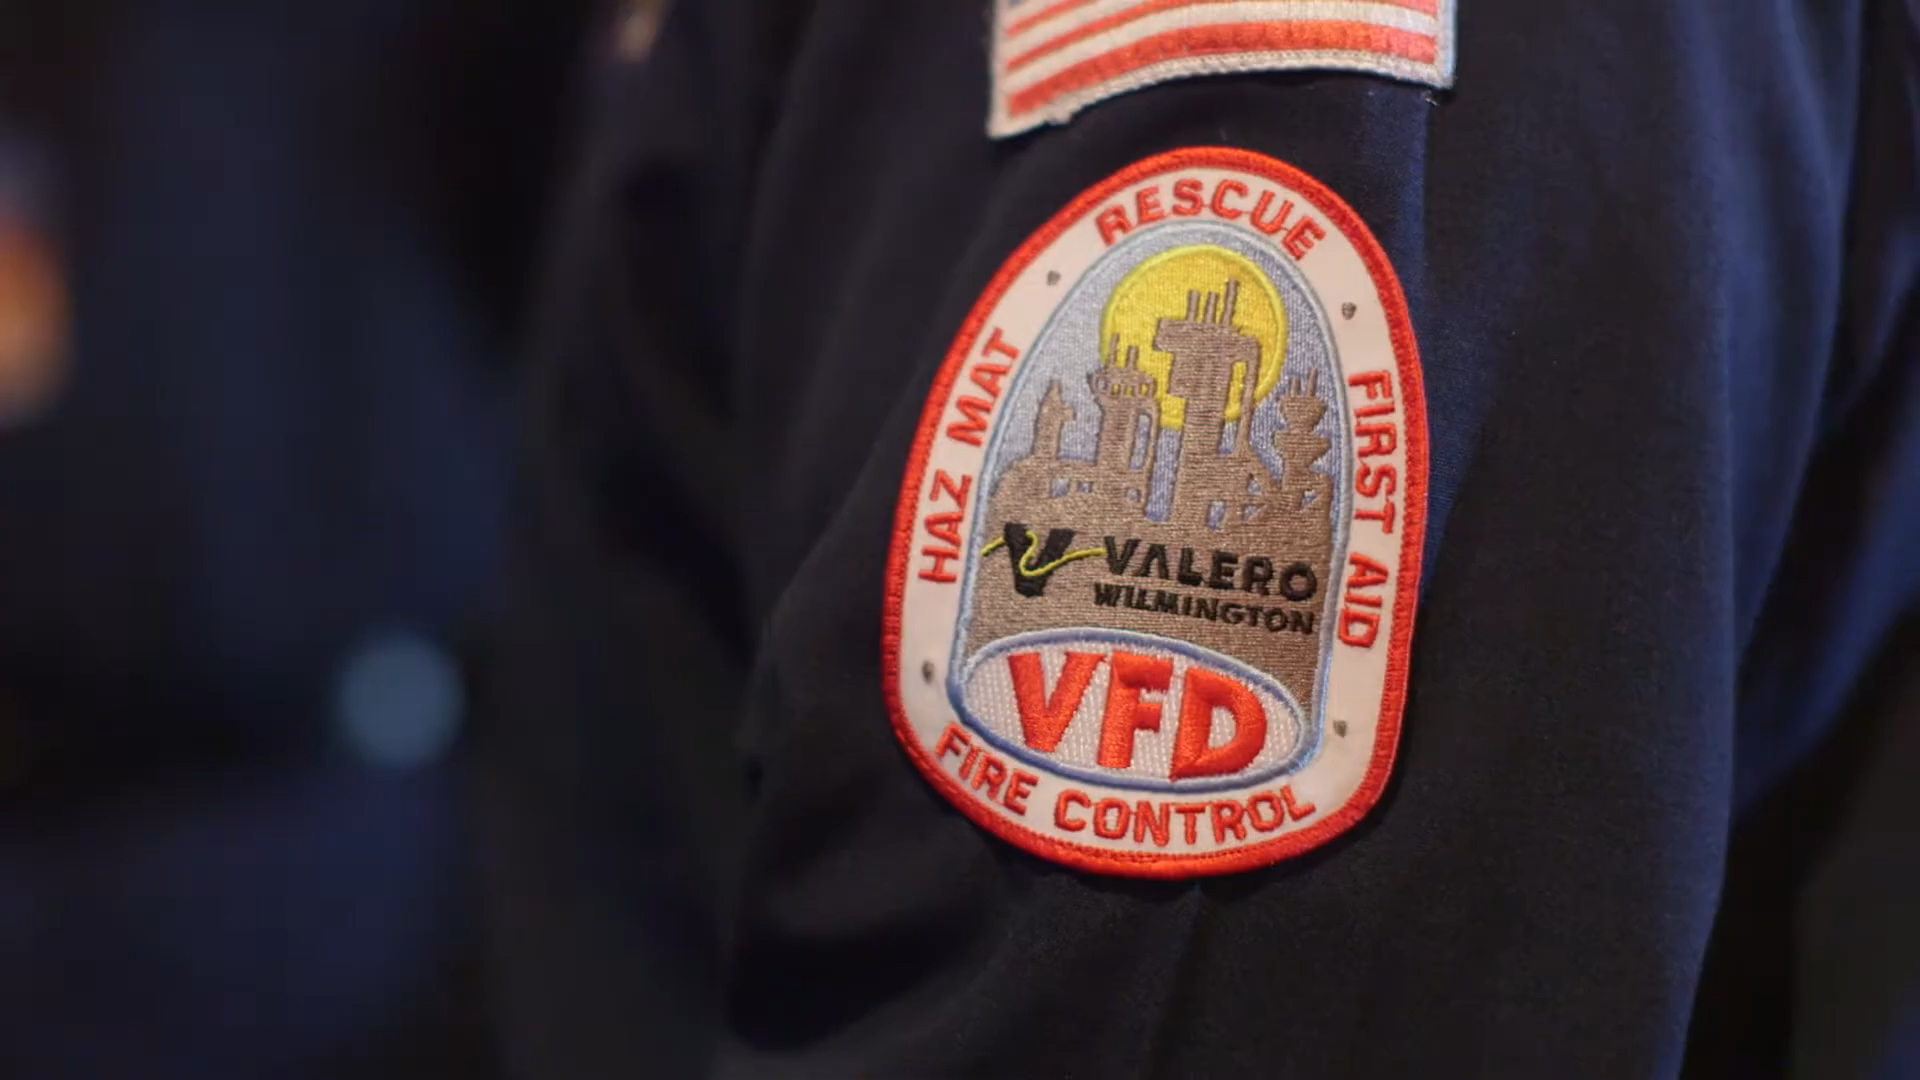 RESCUE
HAZ MAT
FIRST AID
VALERO
WILMINGTON
VFD
FIRE CONTROL